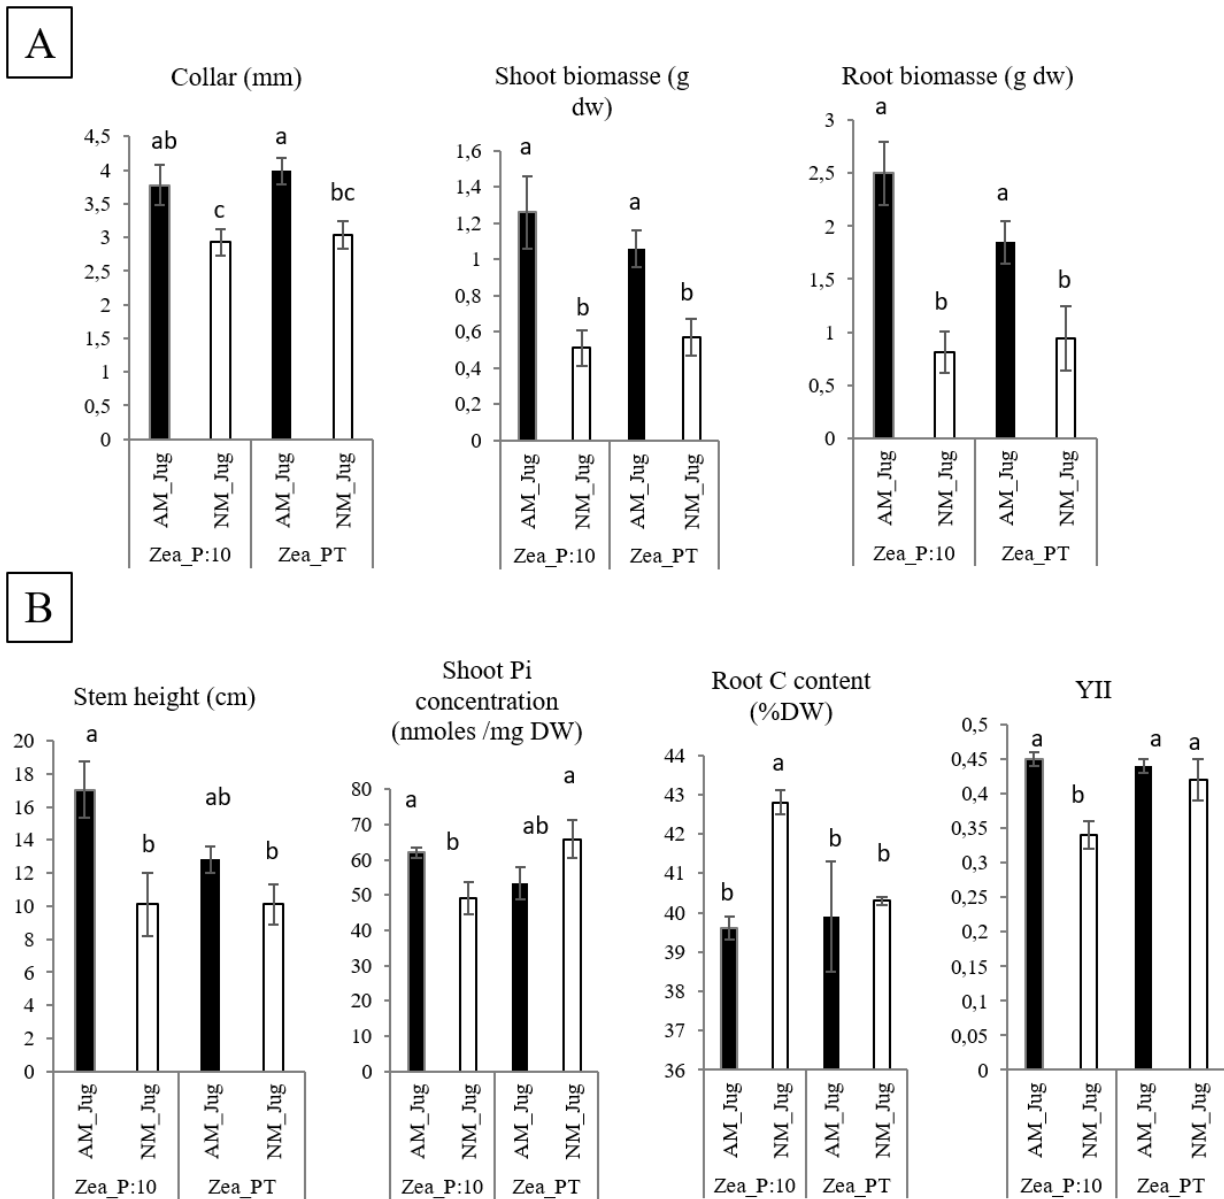 A
Collar (mm)
4,5
4
3,5
3
2,5
2
1,5
1
0,5
0
ab
c
a
bc
AM_Jug
NM_Jug
AM_Jug
NM_Jug
Zea_P:10
Zea_PT
Shoot biomasse (g
dw)
1,6
1,4
1,2
1
0,8
0,6
0,4
0,2
0
a
b
a
b
AM_Jug
NM_Jug
AM_Jug
NM_Jug
Zea_P:10
Zea_PT
Root biomasse (g dw)
3
2,5
2
1,5
1
0,5
0
a
b
a
b
AM_Jug
NM_Jug
AM_Jug
NM_Jug
Zea_P:10
Zea_PT
B
Stem height (cm)
20
18
16
14
12
10
8
6
4
2
0
a
b
ab
b
AM_Jug
NM_Jug
AM_Jug
NM_Jug
Zea_P:10
Zea_PT
Shoot Pi
concentration
(nmoles /mg DW)
80
70
60
50
40
30
20
10
0
a
b
ab
a
AM_Jug
NM_Jug
AM_Jug
NM_Jug
Zea_P:10
Zea_PT
Root C content
(%DW)
44
43
42
41
40
39
38
37
36
b
a
b
b
AM_Jug
NM_Jug
AM_Jug
NM_Jug
Zea_P:10
Zea_PT
YII
0,5
0,45
0,4
0,35
0,3
0,25
0,2
0,15
0,1
0,05
0
a
b
a
a
AM_Jug
NM_Jug
AM_Jug
NM_Jug
Zea_P:10
Zea_PT